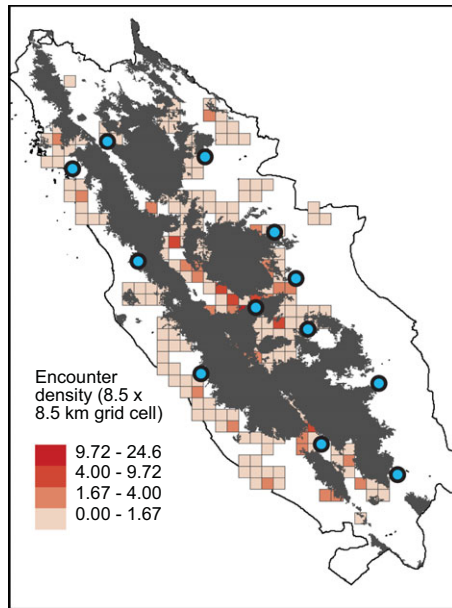 Encounter
density (8.5 x
8.5 km grid cell)
9.72 - 24.6
4.00 - 9.72
1.67 - 4.00
0.00 - 1.67